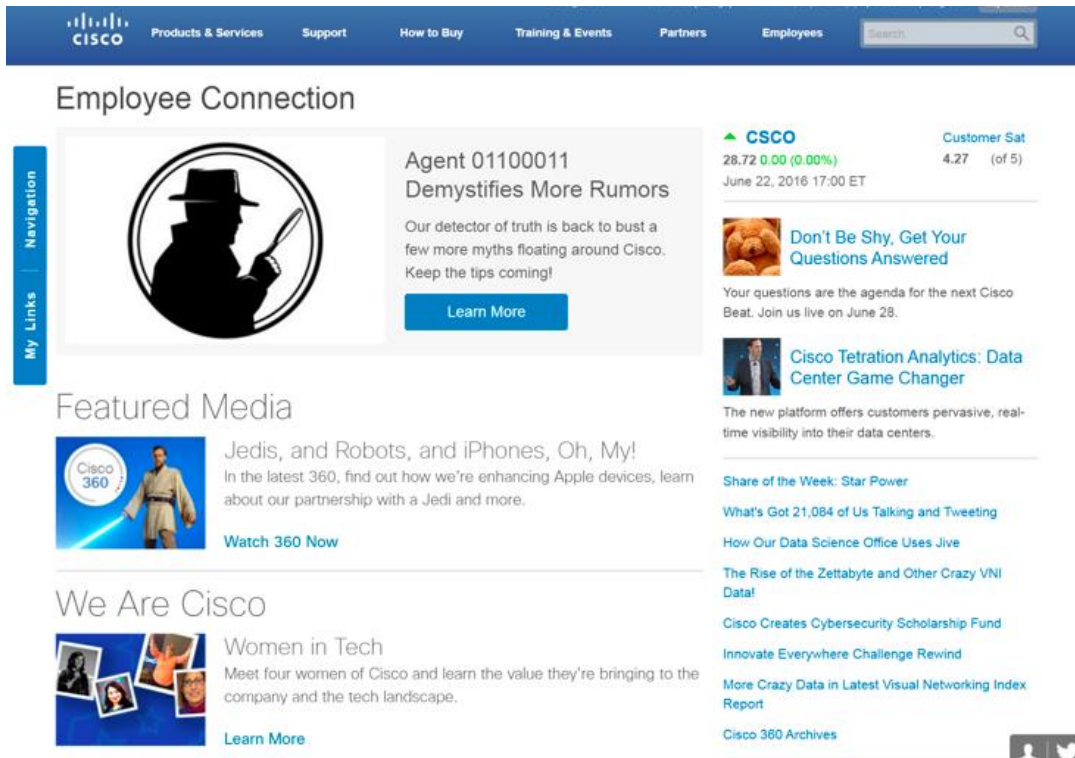 CISCO
Products & Services
Support
How to Buy
Training & Events
Partners
Employees
Search
Employee Connection
Navigation
My Links
Agent 01100011
Demystifies More Rumors
Our detector of truth is back to bust a
few more myths floating around Cisco.
Keep the tips coming!
Learn More
Featured Media
Cisco
360
Jedis, and Robots, and iPhones, Oh, My!
In the latest 360, find out how we're enhancing Apple devices, learn
about our partnership with a Jedi and more.
Watch 360 Now
We Are Cisco
Women in Tech
Meet four women of Cisco and learn the value they're bringing to the
company and the tech landscape.
Learn More
CSCO
Customer Sat
28.72 0.00 (0.00%)
4.27 (of 5)
June 22, 2016 17:00 ET
Don't Be Shy, Get Your
Questions Answered
Your questions are the agenda for the next Cisco
Beat. Join us live on June 28.
Cisco Tetration Analytics: Data
Center Game Changer
The new platform offers customers pervasive, real-
time visibility into their data centers.
Share of the Week: Star Power
What's Got 21,084 of Us Talking and Tweeting
How Our Data Science Office Uses Jive
The Rise of the Zettabyte and Other Crazy VNI
Data!
Cisco Creates Cybersecurity Scholarship Fund
Innovate Everywhere Challenge Rewind
More Crazy Data in Latest Visual Networking Index
Report
Cisco 360 Archives